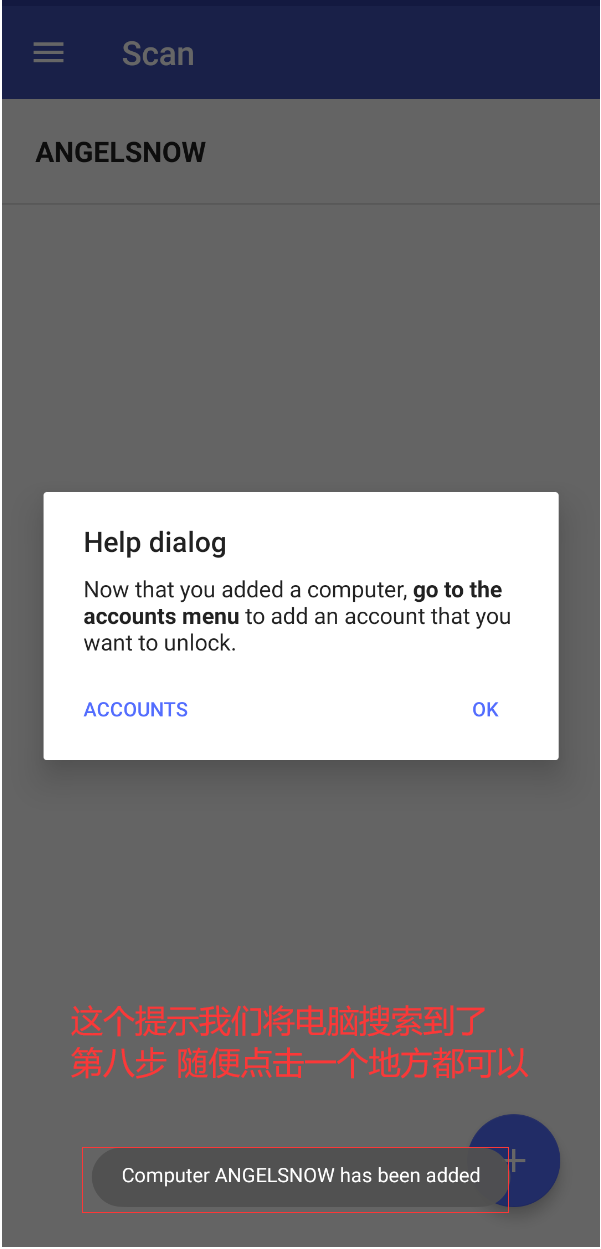 Scan
ANGELSNOW
Help dialog
Now that you added a computer, go to the
accounts menu to add an account that you
want to unlock.
ACCOUNTS OK
这个提示我们将电脑搜索到了
第八步 随便点击一个地方都可以
Computer ANGELSNOW has been added